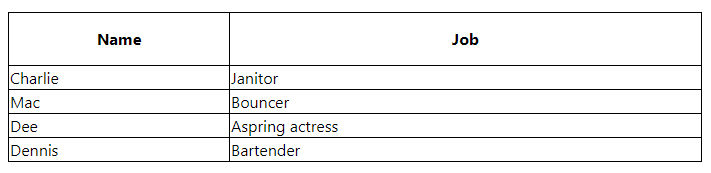 Name Job
Charlie Janitor
Mac Bouncer
Dee Aspring actress
Dennis Bartender